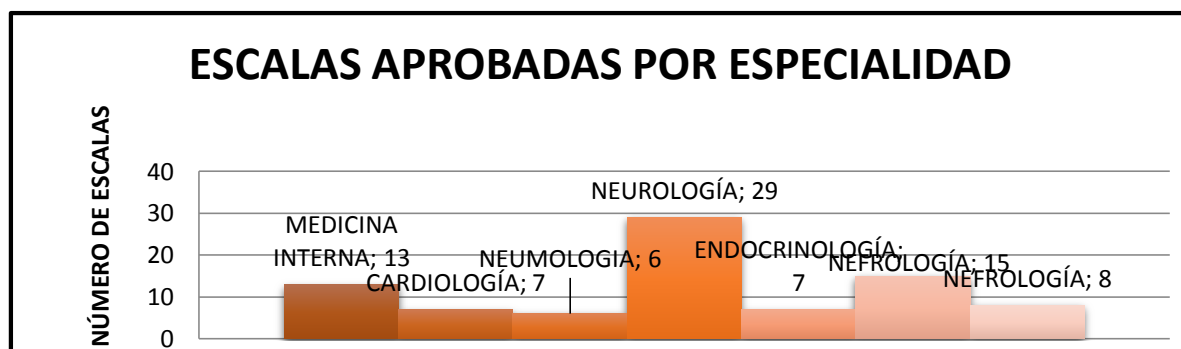 ESCALAS APROBADAS POR ESPECIALIDAD
NÚMERO DE ESCALAS
40
30
20
10
0
MEDICINA
INTERNA; 13
CARDIOLOGÍA; 7
NEUMOLOGIA; 6
NEUROLOGÍA; 29
ENDOCRINOLOGÍA;
7
NEFROLOGÍA; 15
NEFROLOGÍA; 8